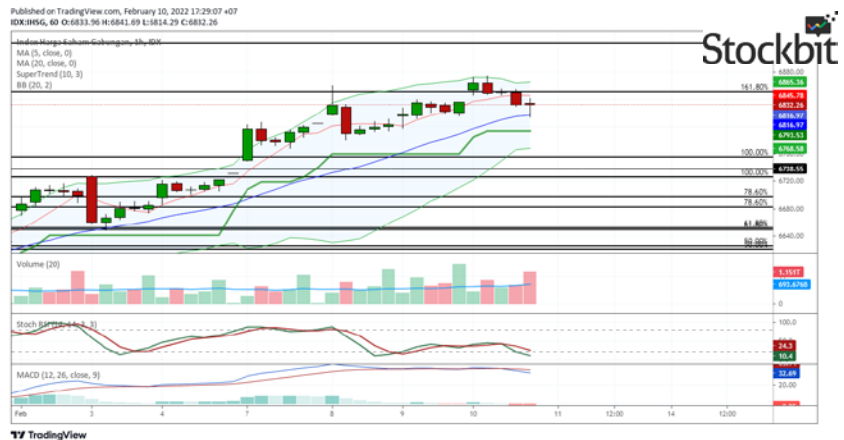 Published on TradingView.com, February 10, 2022 17:29:07 +07
IDX:IHSG, 60 O:6833.96 H:6841.69 L:6814.29 C:6832.26
Stockbit
Indeks Harga Saham Gabungan, 1h, IDX
MA (5, close, 0)
MA (20, close, 0)
SuperTrend (10, 3)
BB (20, 2)
6880.00
161.80%
6865.36
6845.78
6832.26
6816.97
6816.97
6793.53
6768.58
100.00%
6738.55
100.00%
6720.00
78.60%
78.60%
6680.00
6640.00
Volume (20)
1.151T
693.676B
0
Stoch RSI
100.0
24.3
10.4
MACD (12, 26, close, 9)
32.69
20.00
Feb 3 4 7 8 9 10 11 12:00 14 12:00
TradingView